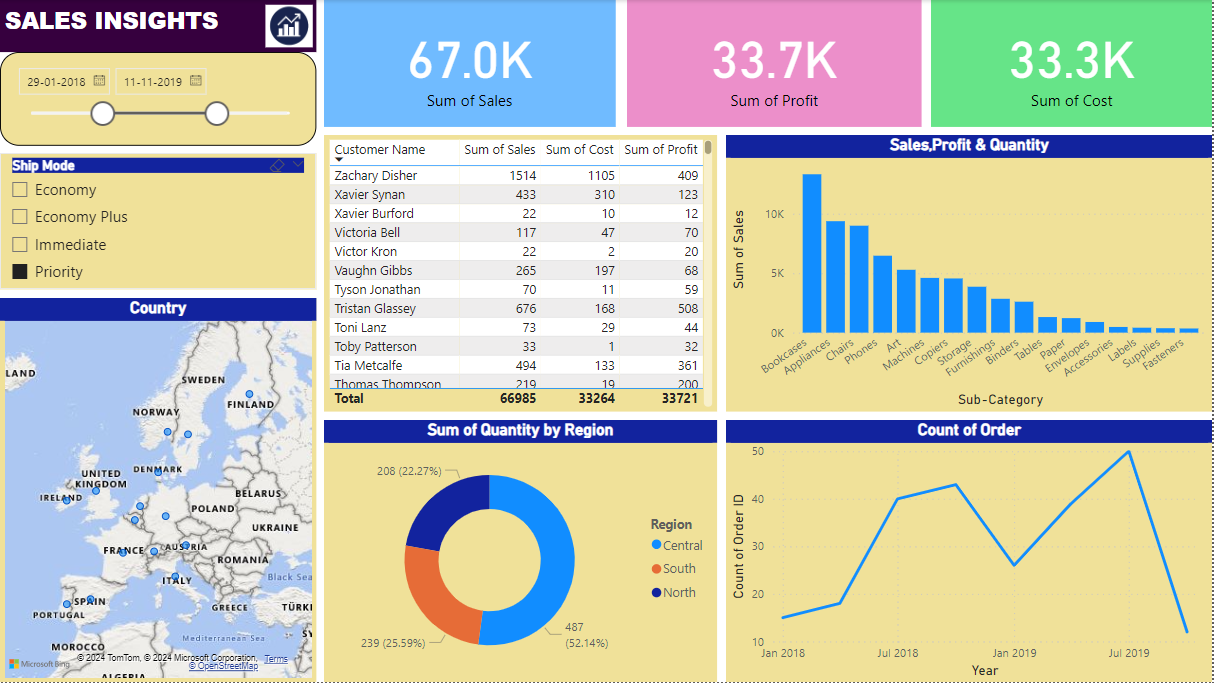 SALES INSIGHTS
29-01-2018
11-11-2019
67.0K
Sum of Sales
33.7K
Sum of Profit
33.3K
Sum of Cost
Ship Mode
Economy
Economy Plus
Immediate
Priority
Customer Name Sum of Sales Sum of Cost Sum of Profit
Zachary Disher 1514 1105 409
Xavier Synan 433 310 123
Xavier Burford 22 10 12
Victoria Bell 117 47 70
Victor Kron 22 2 20
Vaughn Gibbs 265 197 68
Tyson Jonathan 70 11 59
Tristan Glassey 676 168 508
Toni Lanz 73 29 44
Toby Patterson 33 1 32
Tia Metcalfe 494 133 361
Thomas Thompson 219 19 200
Total 66985 33264 33721
Sales,Profit & Quantity
Sum of Sales
10K
5K
0K
Bookcases
Appliances
Chairs
Phones
Art
Machines
Copiers
Storage
Furnishings
Binders
Tables
Paper
Envelopes
Accessories
Labels
Supplies
Fasteners
Sub-Category
Country
LAND
SWEDEN
NORWAY
FINLAND
DENMARK
UNITED
KINGDOM
IRELAND
BELARUS
POLAND
UKRAINE
FRANCE
AUSTRIA
ROMANIA
ITALY
Black Sea
SPAIN
PORTUGAL
GREECE
TÜRKI
Mediterranean Sea
SY
MOROCCO
ALGERIA
Microsoft Bing
© 2024 TomTom, © 2024 Microsoft Corporation, Terms
© OpenStreetMap
Sum of Quantity by Region
208 (22.27%)
239 (25.59%)
487
(52.14%)
Region
Central
South
North
Count of Order
Count of Order ID
50
40
30
20
10
Jan 2018
Jul 2018
Jan 2019
Jul 2019
Year